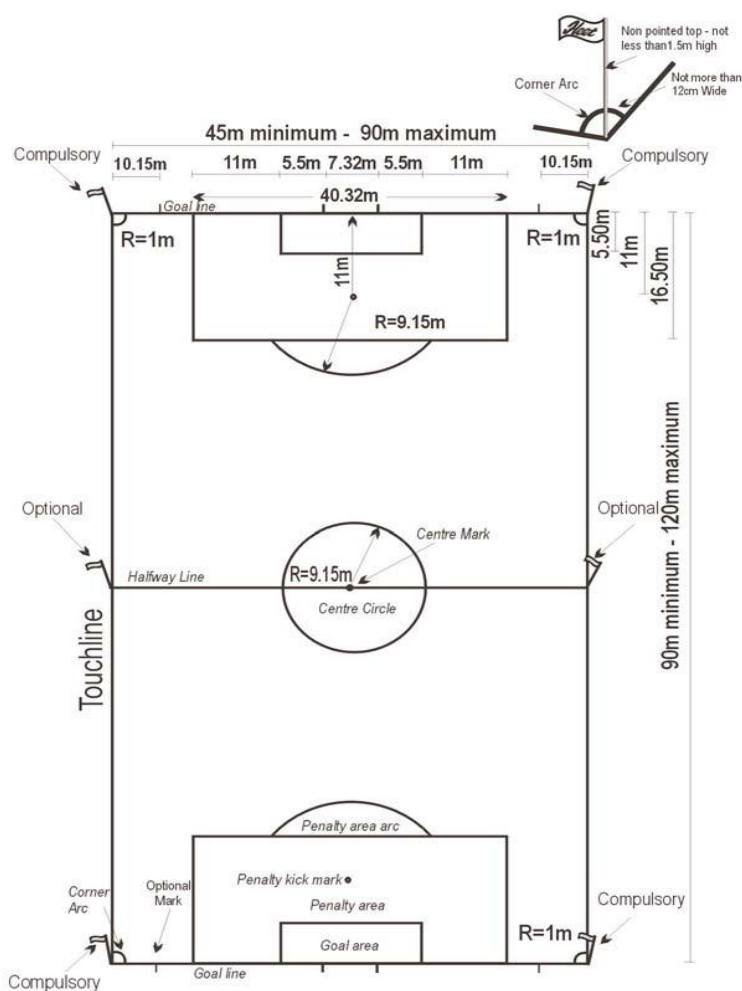 Non pointed top - not
less than1.5m high
Corner Arc
Not more than
12cm Wide
45m minimum - 90m maximum
Compulsory
Compulsory
10.15m
11m
5.5m
7.32m
5.5m
11m
10.15m
40.32m
Goal line
R=1m
R=1m
5.50m
11m
16.50m
11m
R=9.15m
90m minimum - 120m maximum
Optional
Optional
Centre Mark
Halfway Line
R=9.15m
Centre Circle
Touchline
Penalty area arc
Penalty kick mark
Penalty area
Goal area
Corner
Arc
Optional
Mark
Compulsory
R=1m
Goal line
Compulsory